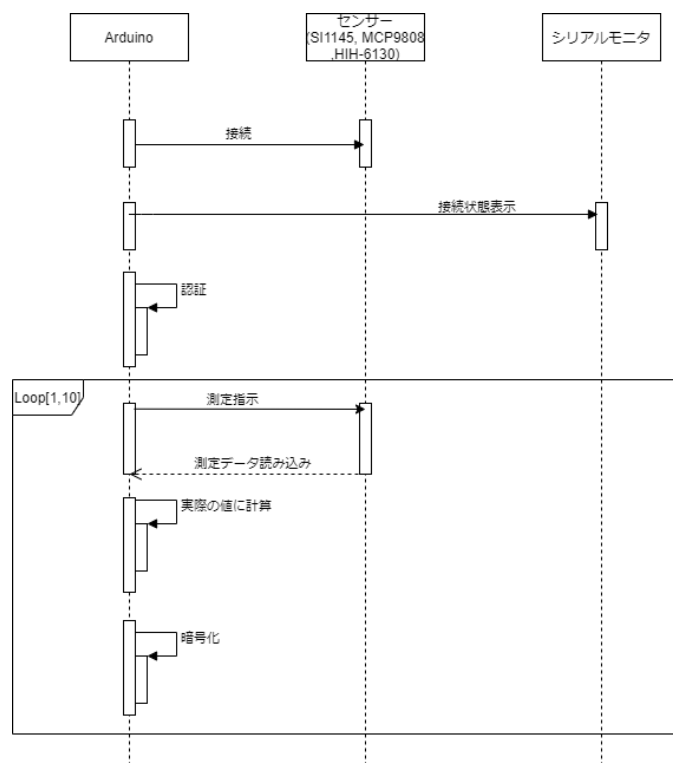 Arduino
センサー
(SI1145, MCP9808
,HIH-6130)
シリアルモニタ
接続
接続状態表示
認証
Loop[1,10]
測定指示
測定データ読み込み
実際の値に計算
暗号化